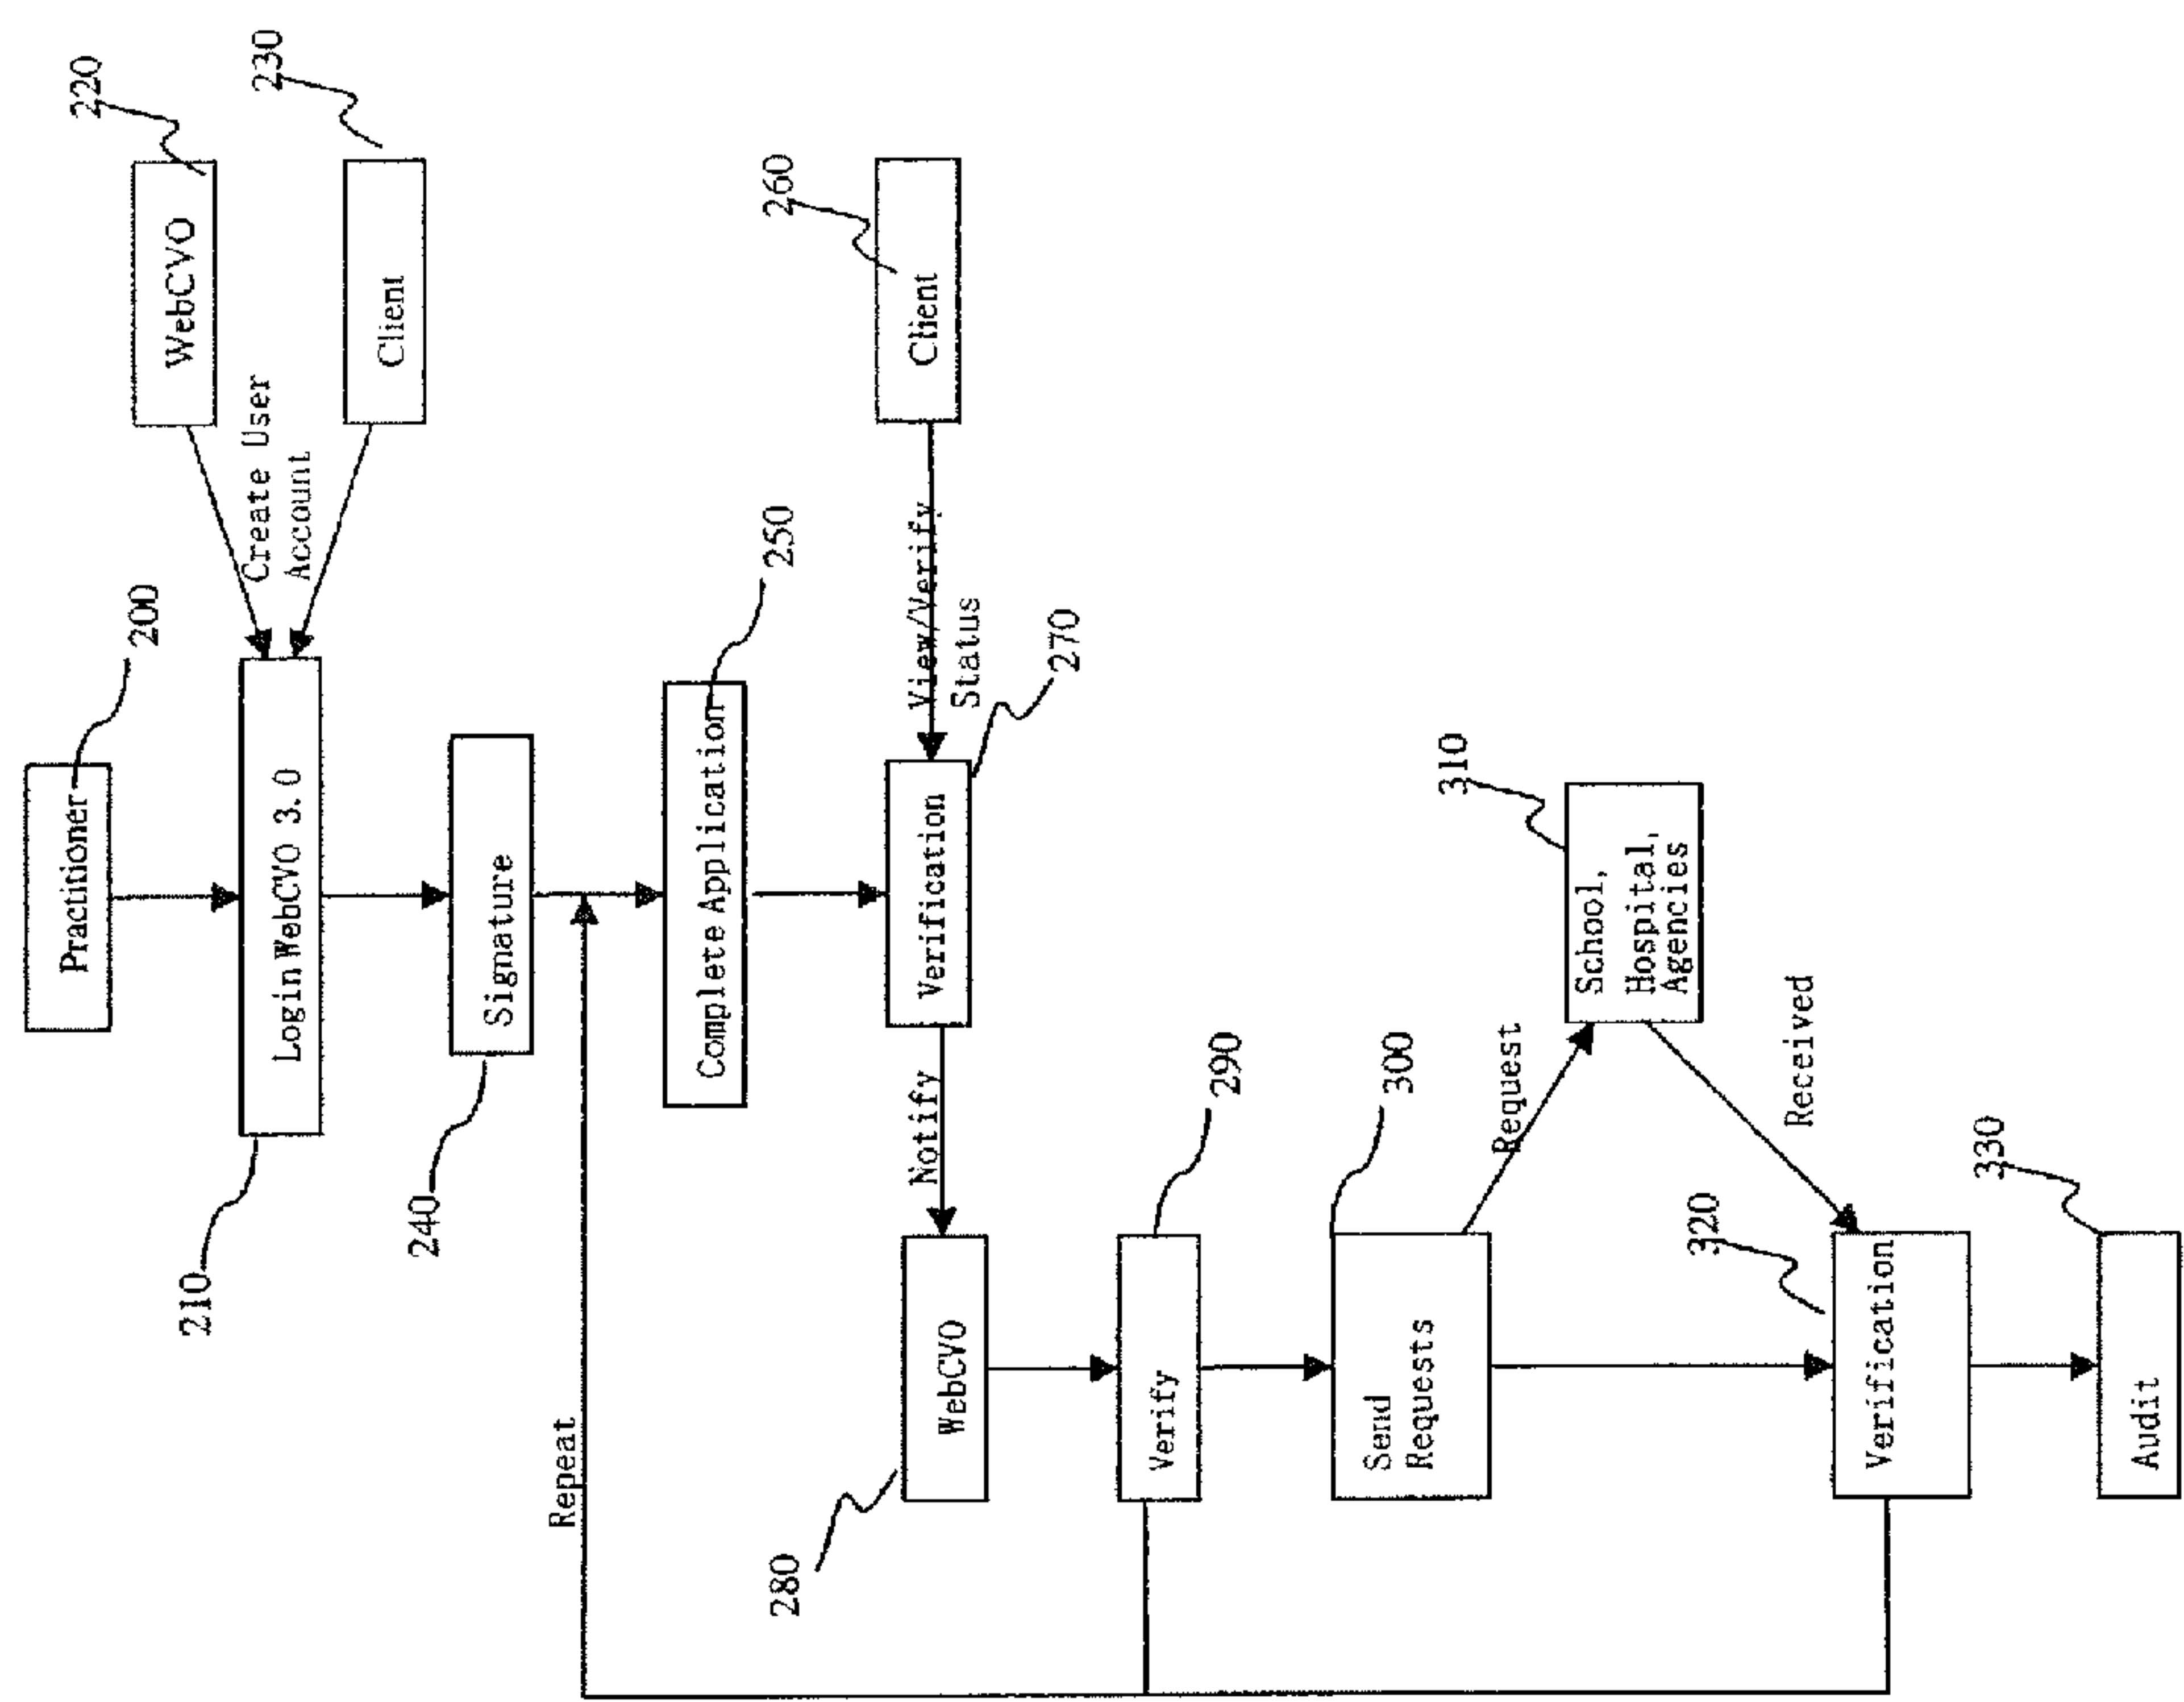 Practitioner
200
WebCVO
220
LoginWebCVO 3.0
210
Create User
Account
Client
230
Signature
240
Repeat
Complete Application
250
Client
260
View/Verify
Status
Verification
270
Notify
WebCVO
280
Verify
290
Send
Requests
300
Request
School,
Hospital,
Agencies
310
Received
Verification
320
Audit
330